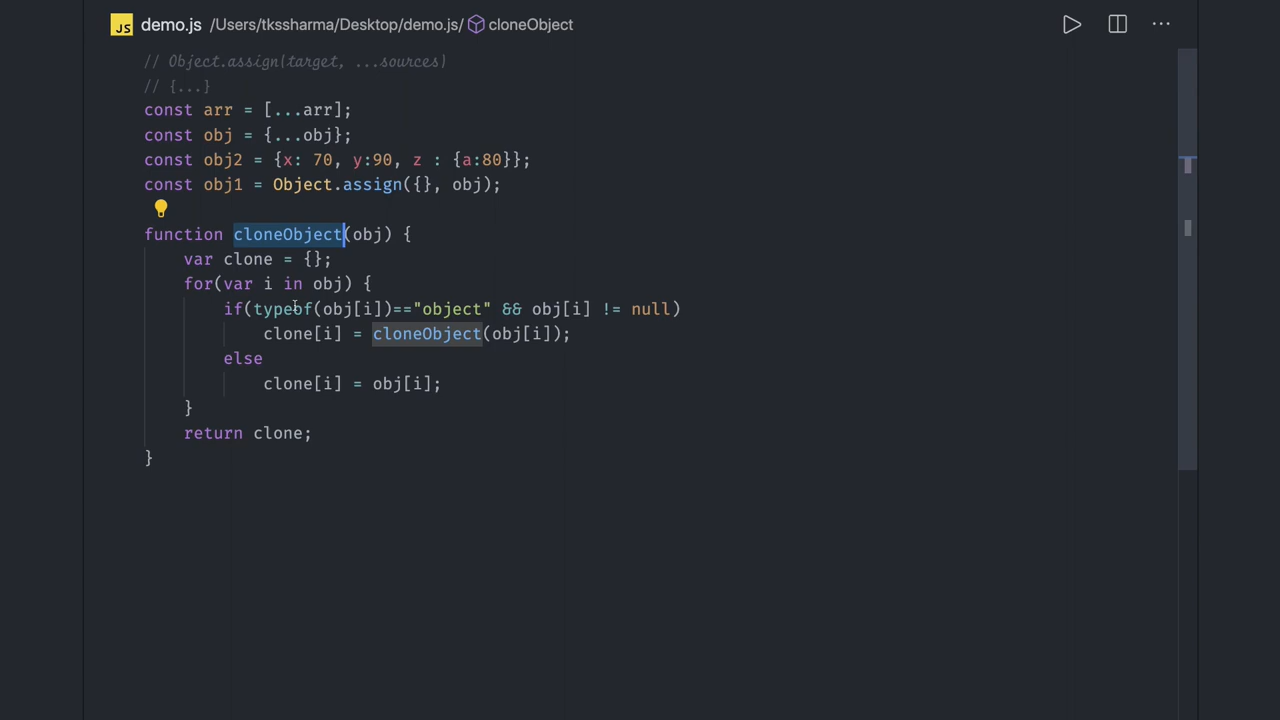 JS demo.js /Users/tkssharma/Desktop/demo.js/ cloneObject
// Object.assign(target, ...sources)
// {...}
const arr = [...arr];
const obj = {...obj};
const obj2 = {x: 70, y:90, z : {a:80}};
const obj1 = Object.assign({}, obj);
function cloneObject(obj) {
var clone = {};
for(var i in obj) {
if(typeof(obj[i])=="object" && obj[i] != null)
clone[i] = cloneObject(obj[i]);
else
clone[i] = obj[i];
}
return clone;
}